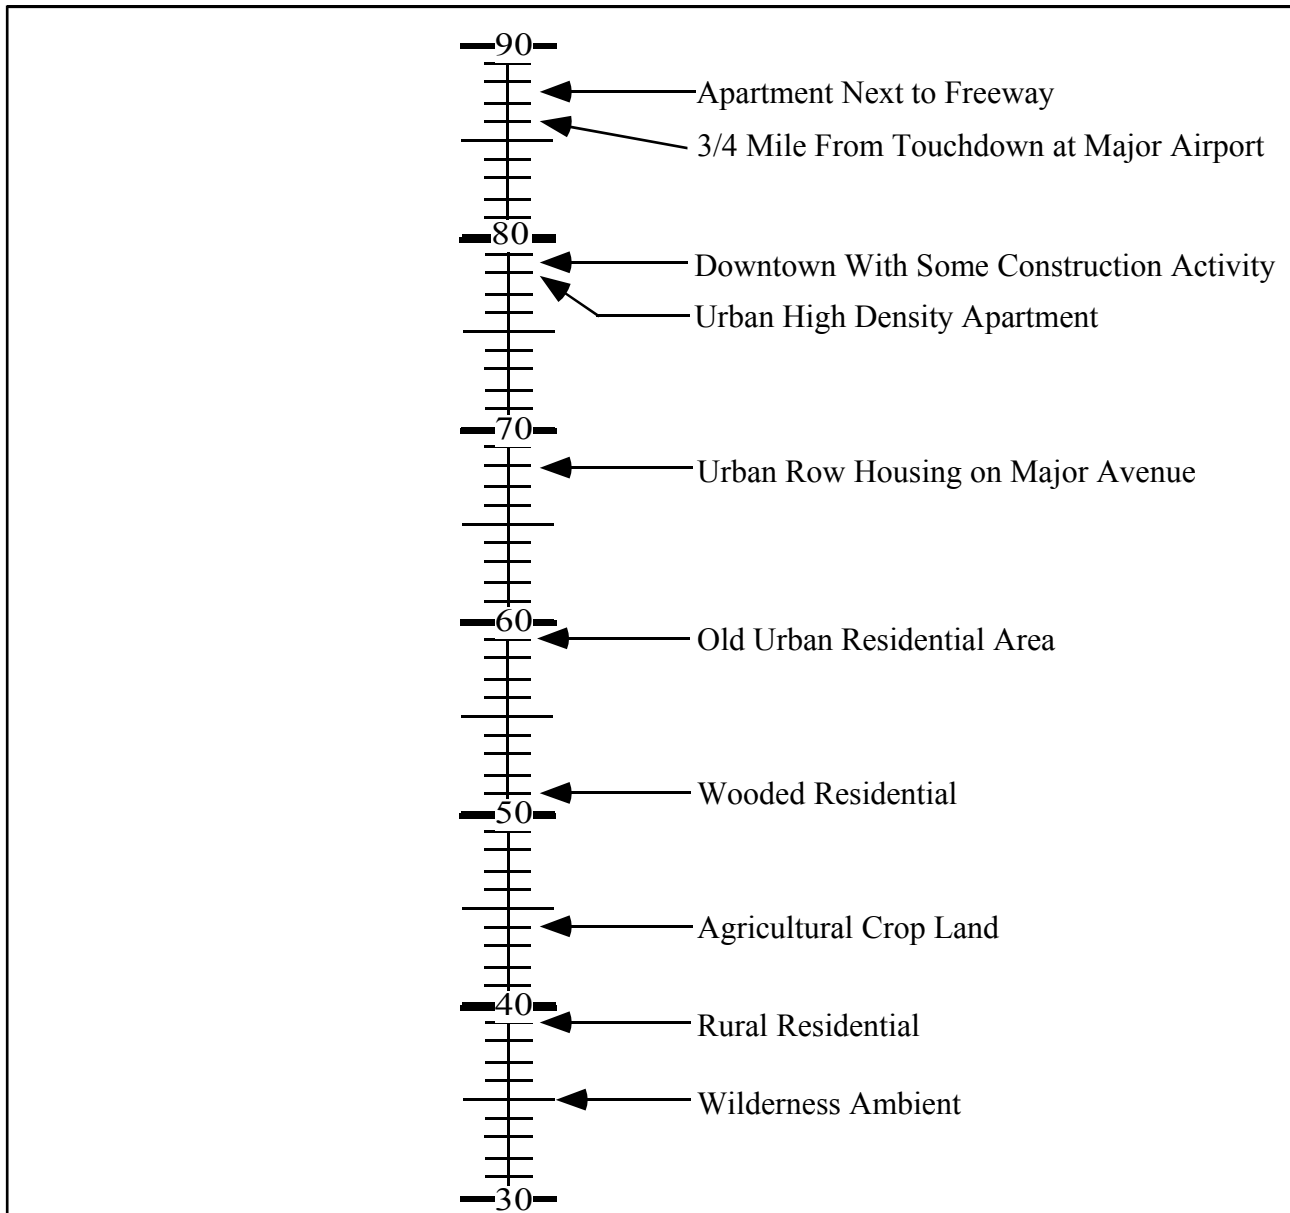 90
Apartment Next to Freeway
3/4 Mile From Touchdown at Major Airport
80
Downtown With Some Construction Activity
Urban High Density Apartment
70
Urban Row Housing on Major Avenue
60
Old Urban Residential Area
Wooded Residential
50
Agricultural Crop Land
40
Rural Residential
Wilderness Ambient
30